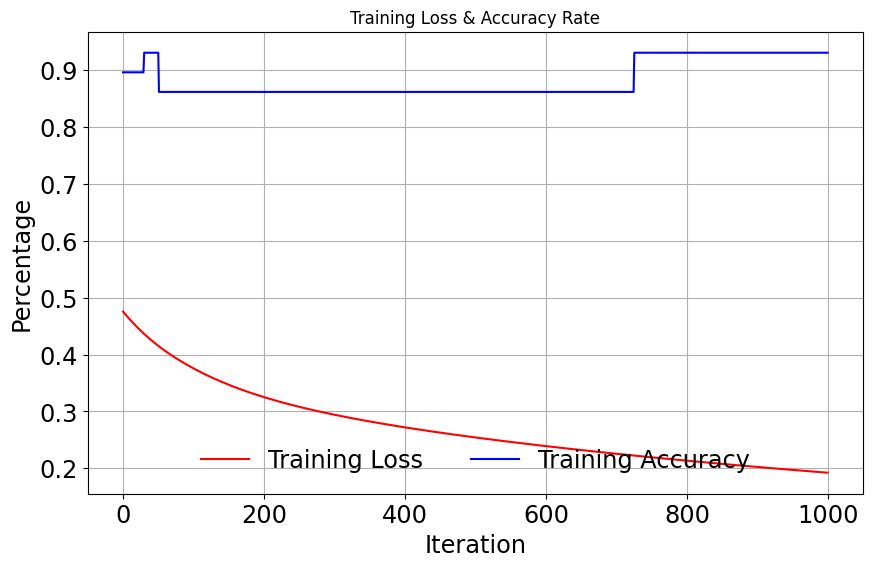 Training Loss & Accuracy Rate
Percentage
0.9
0.8
0.7
0.6
0.5
0.4
0.3
0.2
Training Loss Training Accuracy
0 200 400 600 800 1000
Iteration